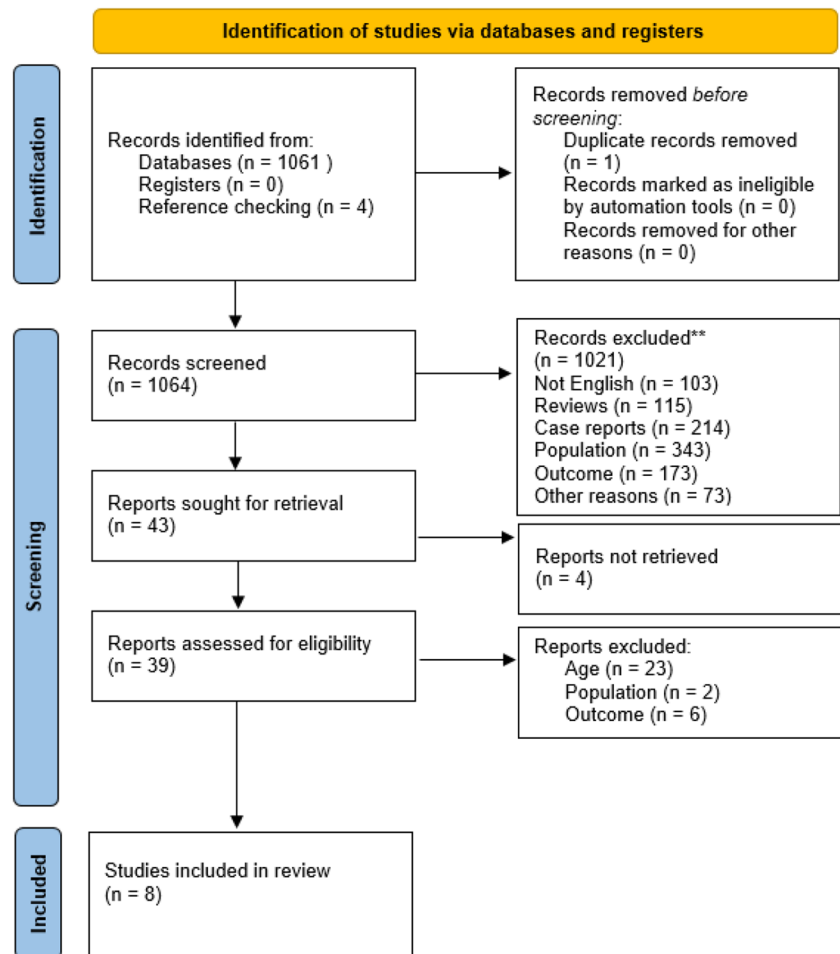 Identification of studies via databases and registers
Identification
Records identified from:
Databases (n = 1061 )
Registers (n = 0)
Reference checking (n = 4)
Records removed before
screening:
Duplicate records removed
(n = 1)
Records marked as ineligible
by automation tools (n = 0)
Records removed for other
reasons (n = 0)
Screening
Records screened
(n = 1064)
Records excluded**
(n = 1021)
Not English (n = 103)
Reviews (n = 115)
Case reports (n = 214)
Population (n = 343)
Outcome (n = 173)
Other reasons (n = 73)
Reports sought for retrieval
(n = 43)
Reports not retrieved
(n = 4)
Reports assessed for eligibility
(n = 39)
Reports excluded:
Age (n = 23)
Population (n = 2)
Outcome (n = 6)
Included
Studies included in review
(n = 8)